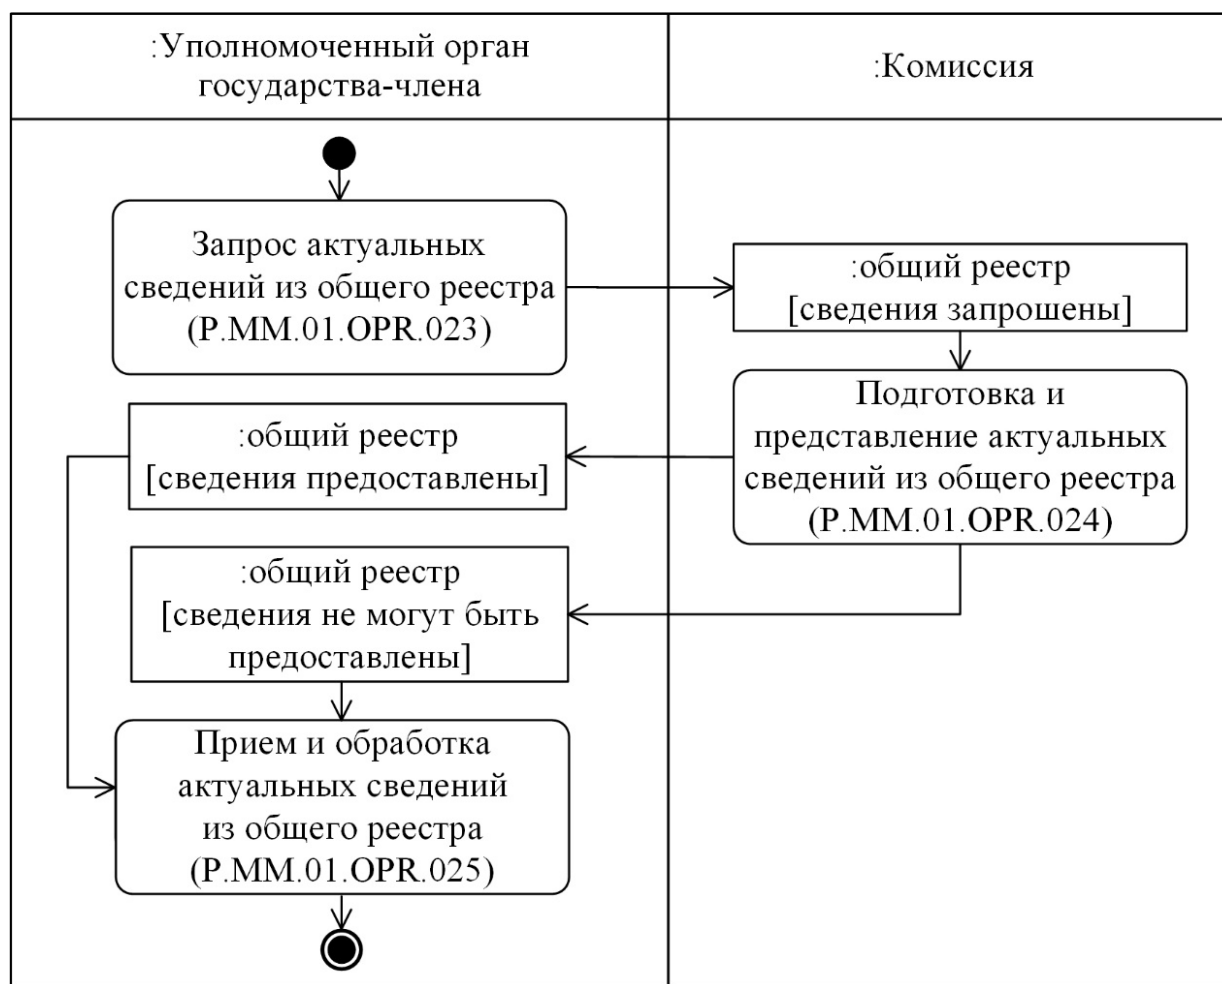 :Уполномоченный орган
государства-члена
:Комиссия
Запрос актуальных
сведений из общего реестра
(P.MM.01.OPR.023)
:общий реестр
[сведения запрошены]
Подготовка и
представление актуальных
сведений из общего реестра
(P.MM.01.OPR.024)
:общий реестр
[сведения предоставлены]
:общий реестр
[сведения не могут быть
предоставлены]
Прием и обработка
актуальных сведений
из общего реестра
(P.MM.01.OPR.025)